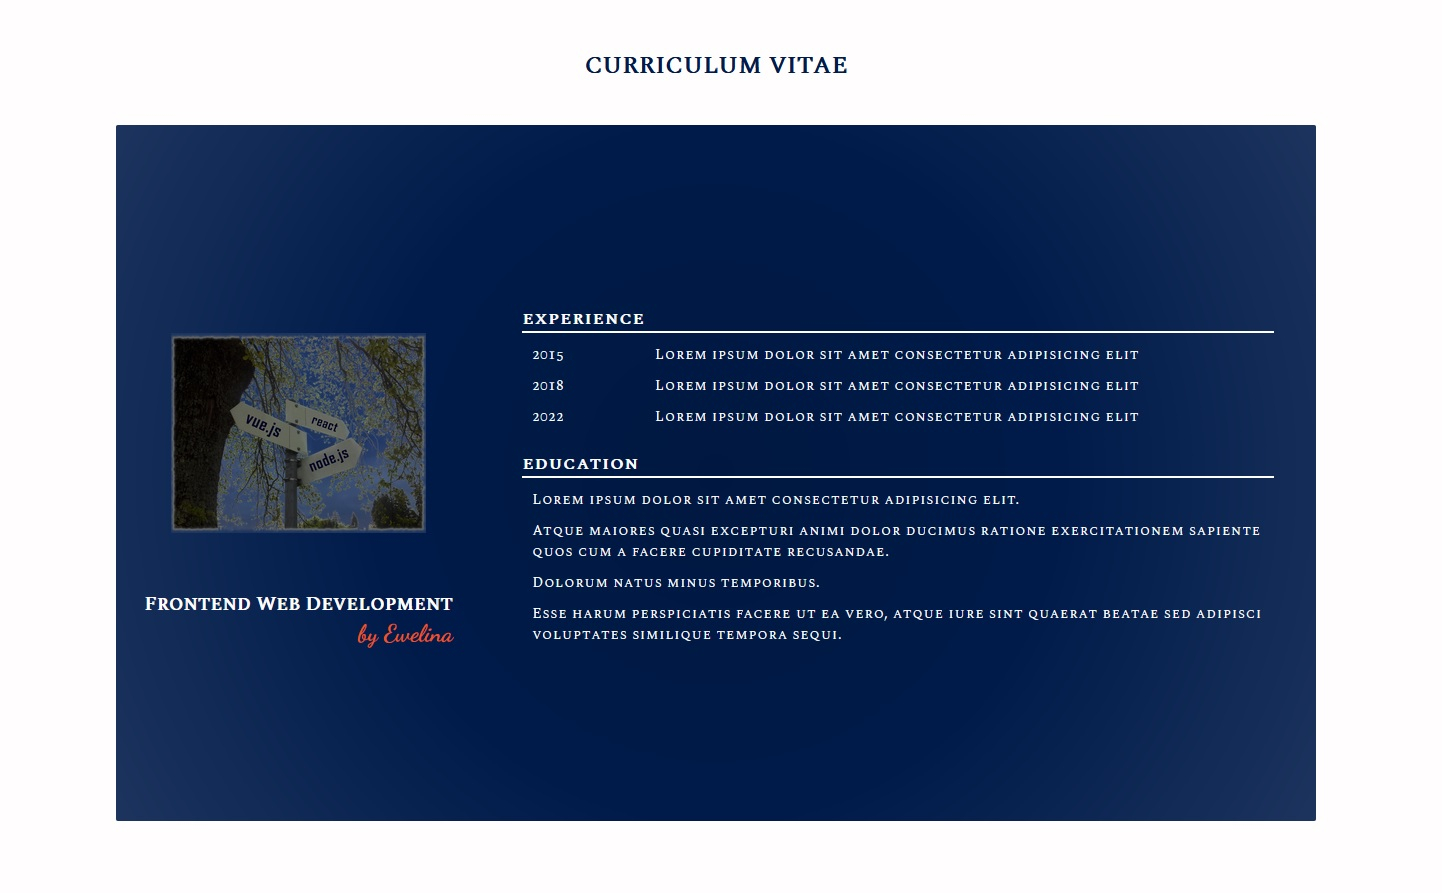 CURRICULUM VITAE
vue.js
react
node.js
Frontend Web Development
by Ewelina
EXPERIENCE
2015 Lorem ipsum dolor sit amet consectetur adipisicing elit
2018 Lorem ipsum dolor sit amet consectetur adipisicing elit
2022 Lorem ipsum dolor sit amet consectetur adipisicing elit
EDUCATION
Lorem ipsum dolor sit amet consectetur adipisicing elit.
Atque maiores quasi excepturi animi dolor ducimus ratione exercitationem sapiente
quos cum a facere cupiditate recusandae.
Dolorum natus minus temporibus.
Esse harum perspiciatis facere ut ea vero, atque iure sint quaerat beatae sed adipisci
voluptates similique tempora sequi.